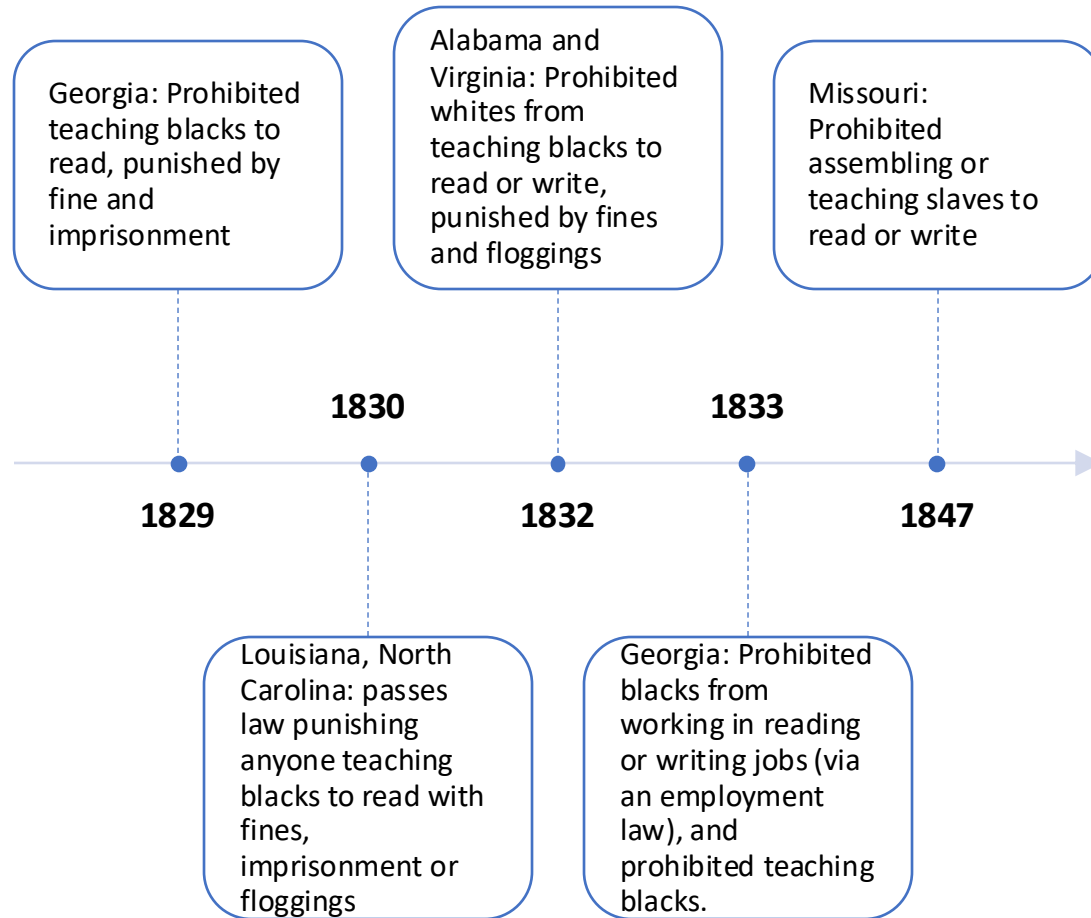 Georgia: Prohibited
teaching blacks to
read, punished by
fine and
imprisonment
Alabama and
Virginia: Prohibited
whites from
teaching blacks to
read or write,
punished by fines
and floggings
Missouri:
Prohibited
assembling or
teaching slaves to
read or write
1830
1833
1829
1832
1847
Louisiana, North
Carolina: passes
law punishing
anyone teaching
blacks to read with
fines,
imprisonment or
floggings
Georgia: Prohibited
blacks from
working in reading
or writing jobs (via
an employment
law), and
prohibited teaching
blacks.